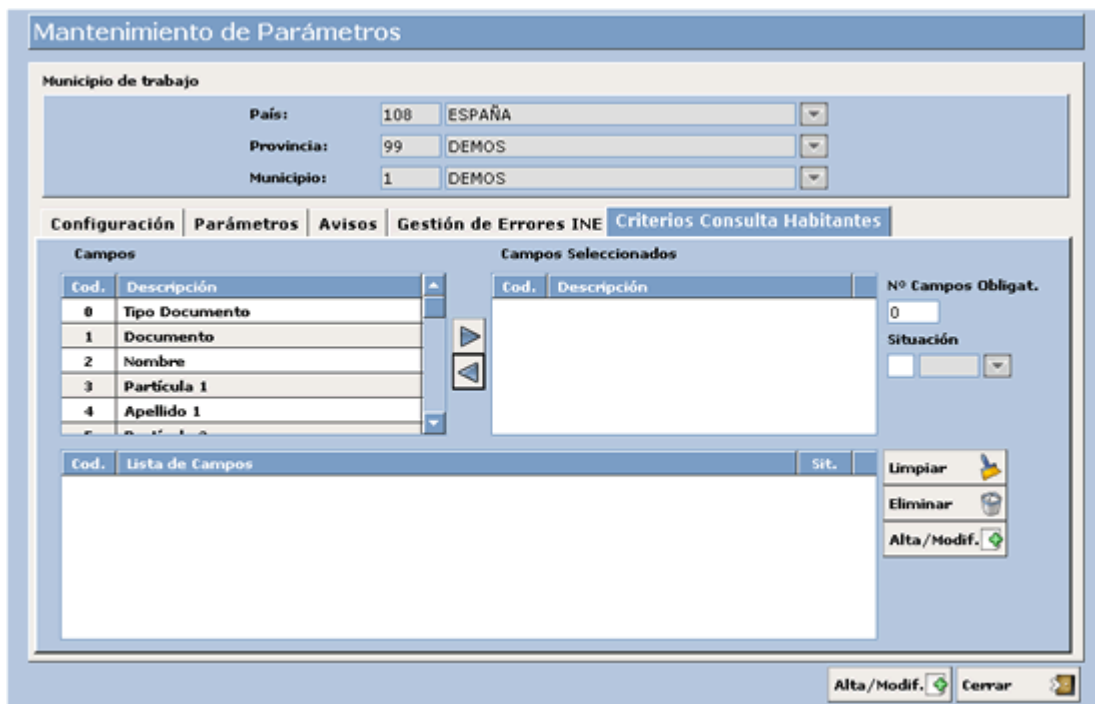 Mantenimiento de Parámetros
Municipio de trabajo
País: 108 ESPAÑA
Provincia: 99 DEMOS
Municipio: 1 DEMOS
Configuración Parámetros Avisos Gestión de Errores INE Criterios Consulta Habitantes
Campos Campos Seleccionados
Cod. Descripción Cod. Descripción Nº Campos Obligat.
0 Tipo Documento 0
1 Documento Situación
2 Nombre
3 Partícula 1
4 Apellido 1
Cod. Lista de Campos Sit. Limpiar
Eliminar
Alta/Modif.
Alta/Modif. Cerrar